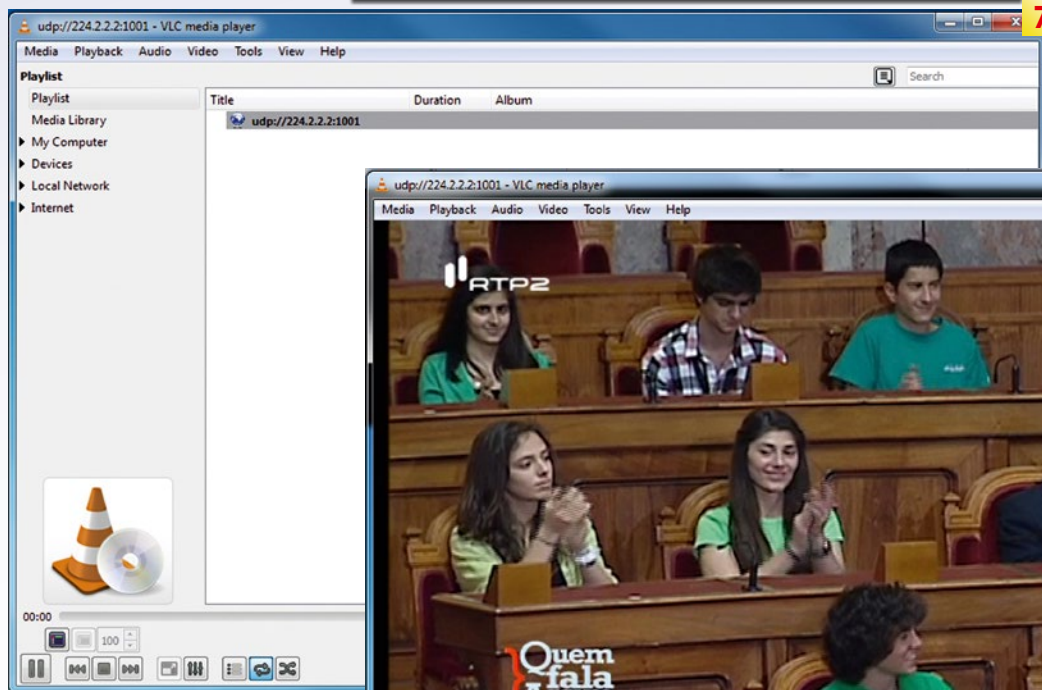 7
udp://224.2.2.2:1001 - VLC media player
Media Playback Audio Video Tools View Help
Playlist
Search
Playlist
Title Duration Album
Media Library
udp://224.2.2.2:1001
My Computer
Devices
Local Network
Internet
udp://224.2.2.2:1001 - VLC media player
Media Playback Audio Video Tools View Help
RTP2
00:00
100
Quem
fala